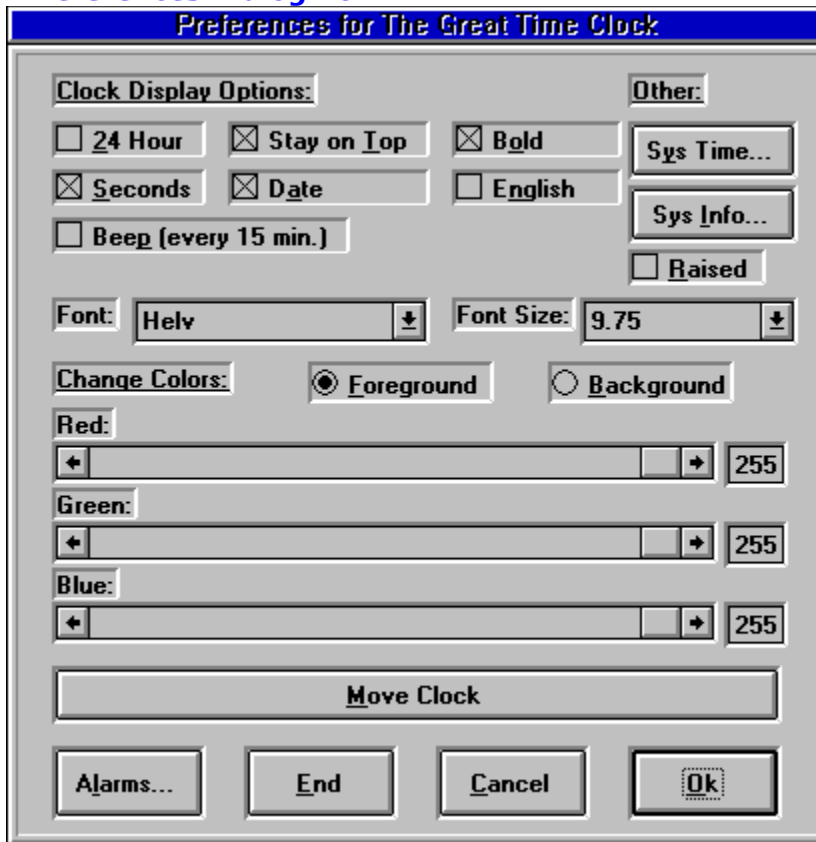 Preferences for The Great Time Clock
Clock Display Options:
Other:
24 Hour
Stay on Top
Bold
Sys Time...
Seconds
Date
English
Sys Info...
Beep (every 15 min.)
Raised
Font:
Helv
Font Size:
9.75
Change Colors:
Foreground
Background
Red:
255
Green:
255
Blue:
255
Move Clock
Alarms...
End
Cancel
Ok